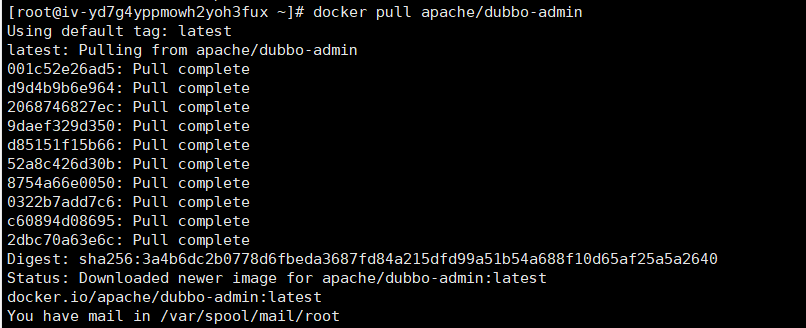 [root@iv-yd7g4yppmowh2yoh3fux ~]# docker pull apache/dubbo-admin
Using default tag: latest
latest: Pulling from apache/dubbo-admin
001c52e26ad5: Pull complete
d9d4b9b6e964: Pull complete
2068746827ec: Pull complete
9daef329d350: Pull complete
d85151f15b66: Pull complete
52a8c426d30b: Pull complete
8754a66e0050: Pull complete
0322b7add7c6: Pull complete
c60894d08695: Pull complete
2dbc70a63e6c: Pull complete
Digest: sha256:3a4b6dc2b0778d6fbeda3687fd84a215dfd99a51b54a688f10d65af25a5a2640
Status: Downloaded newer image for apache/dubbo-admin:latest
docker.io/apache/dubbo-admin:latest
You have mail in /var/spool/mail/root